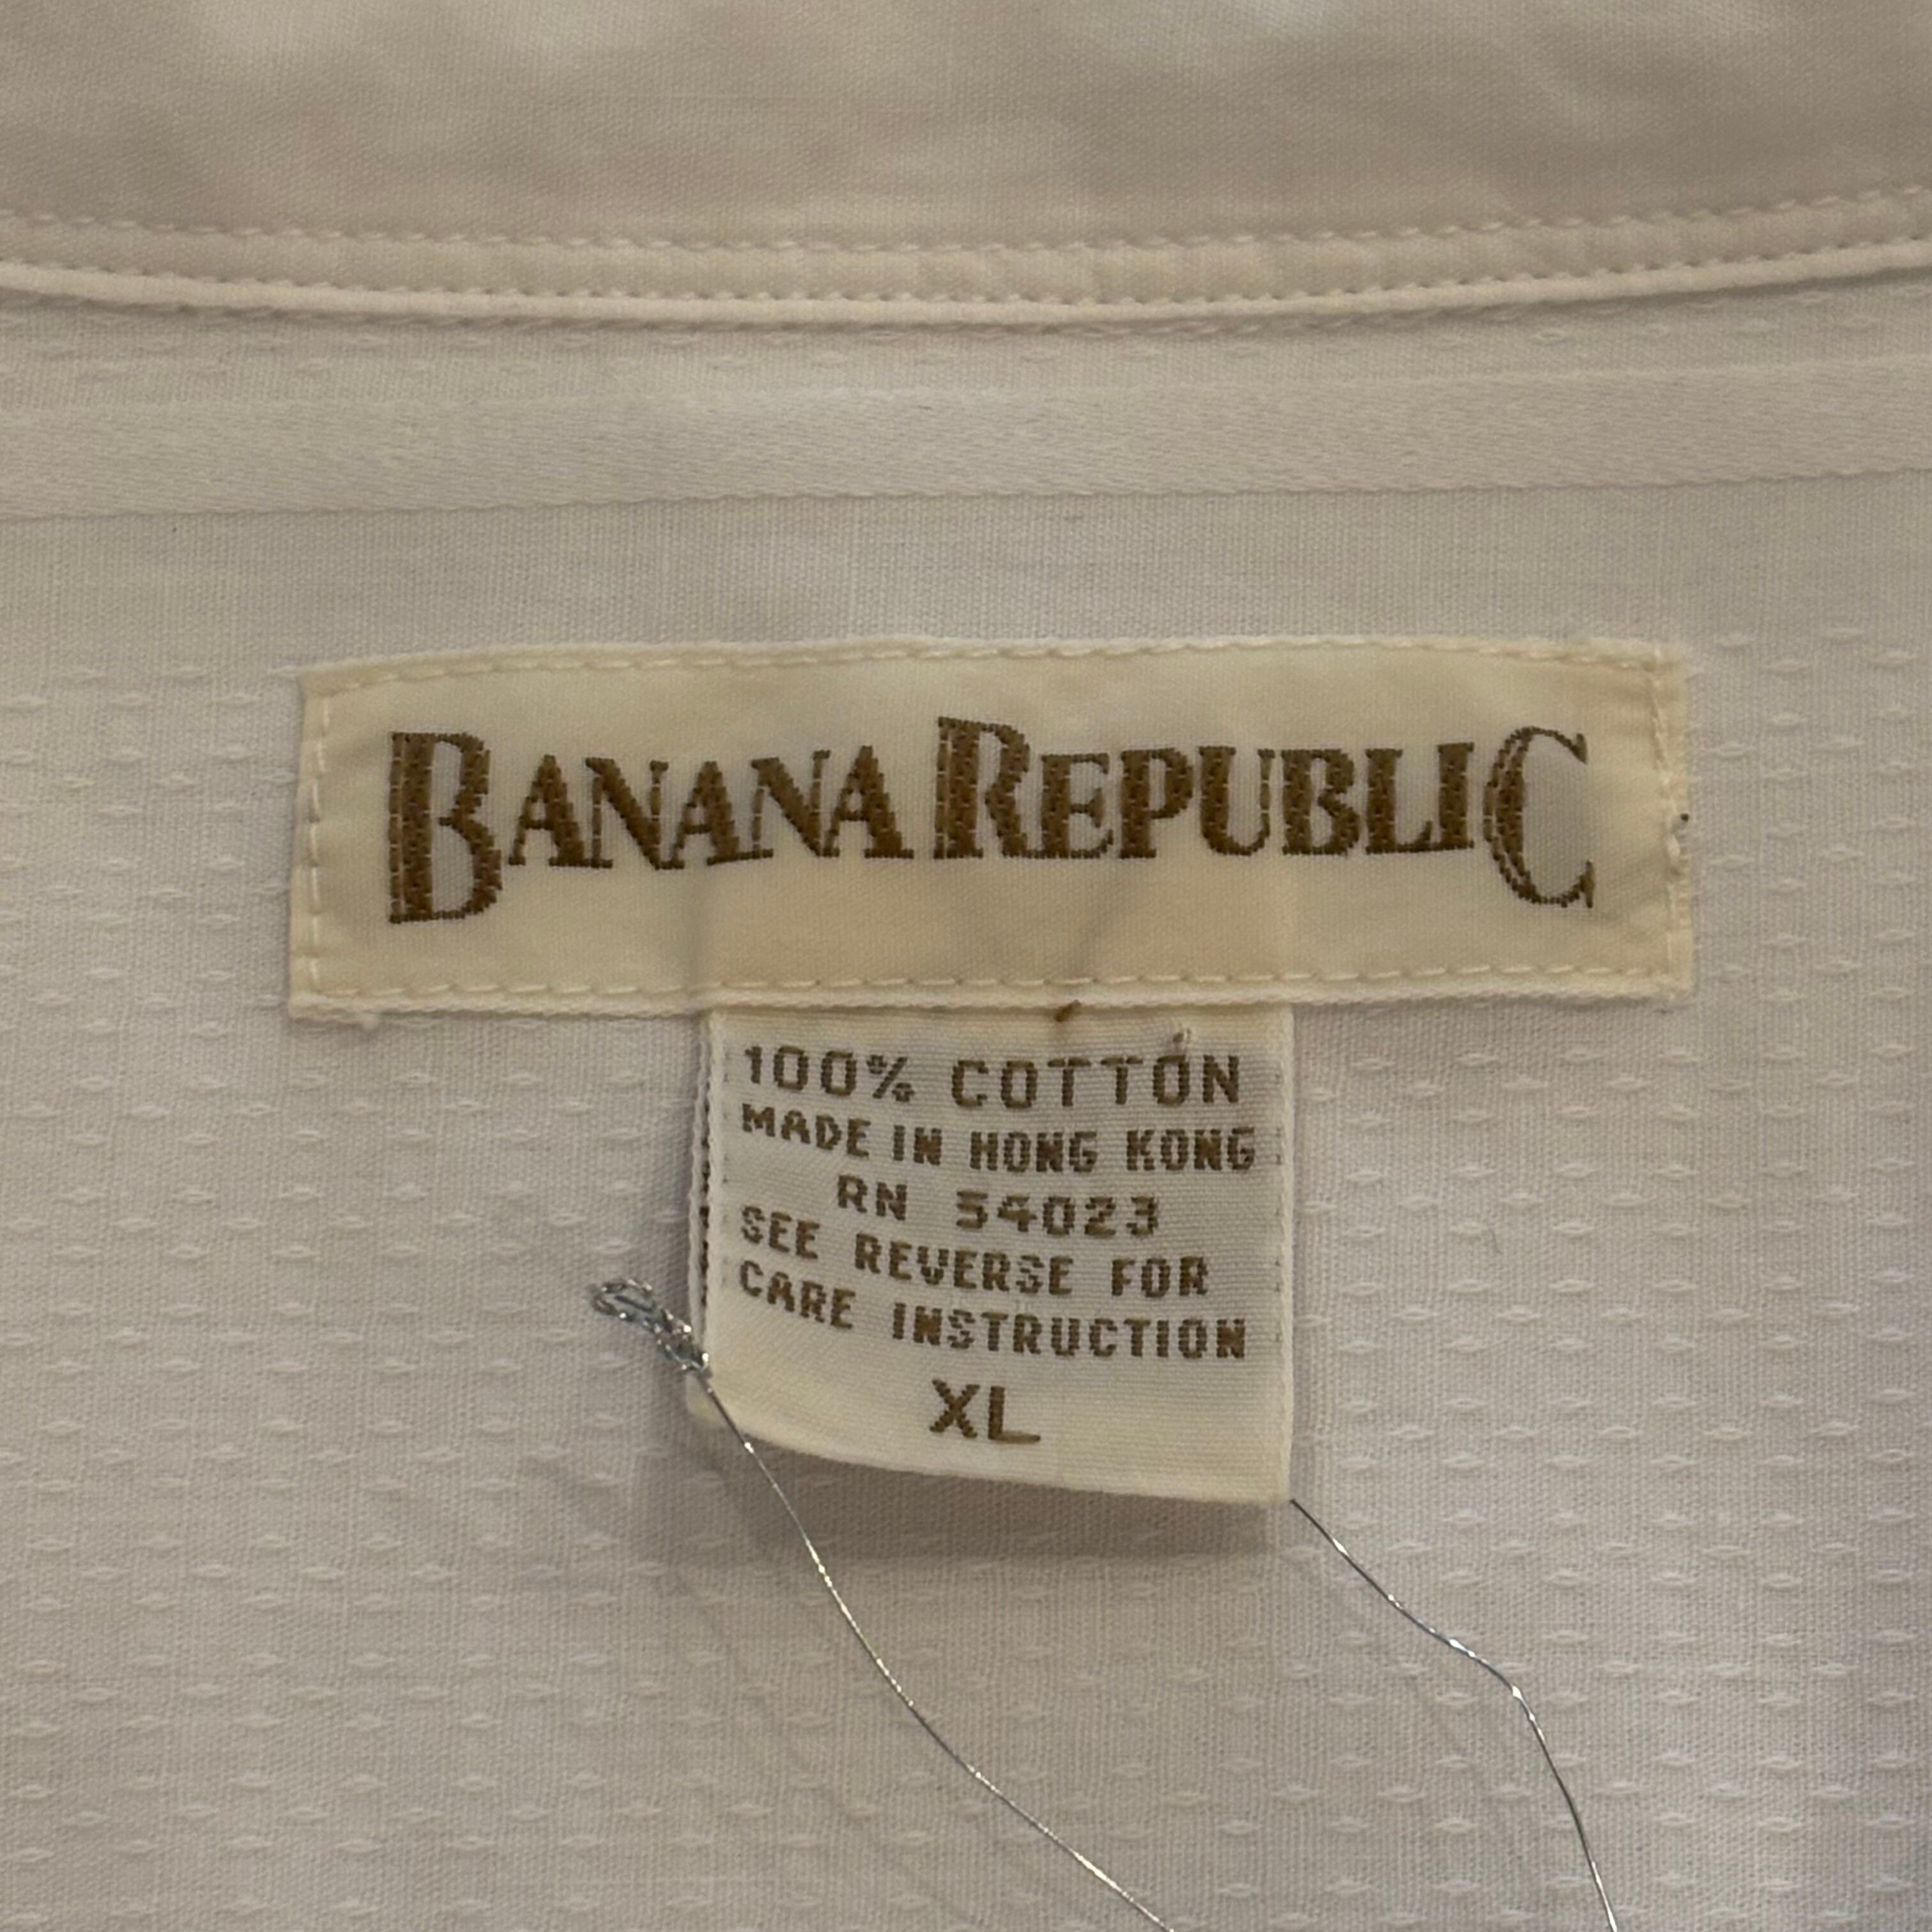 BANANA REPUBLIC
100% COTTON
MADE IN HONG KONG
RN 54023
SEE REVERSE FOR
CARE INSTRUCTION
XL